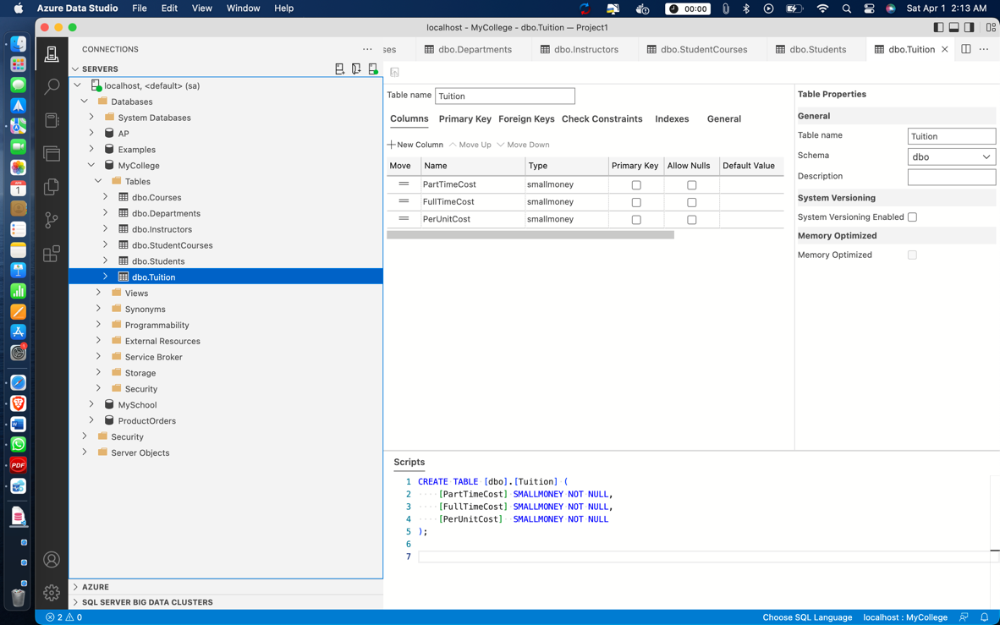 Azure Data Studio File Edit View Window Help 00:00 Sat Apr 1 2:13 AM
localhost - MyCollege - dbo.Tuition — Project1
CONNECTIONS ···
ses dbo.Departments dbo.Instructors dbo.StudentCourses dbo.Students dbo.Tuition
SERVERS
localhost, <default> (sa)
Databases
System Databases
AP
Examples
MyCollege
Tables
dbo.Courses
dbo.Departments
dbo.Instructors
dbo.StudentCourses
dbo.Students
dbo.Tuition
Views
Synonyms
Programmability
External Resources
Service Broker
Storage
Security
MySchool
ProductOrders
Security
Server Objects
AZURE
SQL SERVER BIG DATA CLUSTERS
Table name Tuition
Columns Primary Key Foreign Keys Check Constraints Indexes General
New Column Move Up Move Down
Move Name Type Primary Key Allow Nulls Default Value
PartTimeCost smallmoney
FullTimeCost smallmoney
PerUnitCost smallmoney
Table Properties
General
Table name Tuition
Schema dbo
Description
System Versioning
System Versioning Enabled
Memory Optimized
Memory Optimized
Scripts
1 CREATE TABLE [dbo].[Tuition] (
2 [PartTimeCost] SMALLMONEY NOT NULL,
3 [FullTimeCost] SMALLMONEY NOT NULL,
4 [PerUnitCost] SMALLMONEY NOT NULL
5 );
6
7
2 0 Choose SQL Language localhost : MyCollege
1
PDF